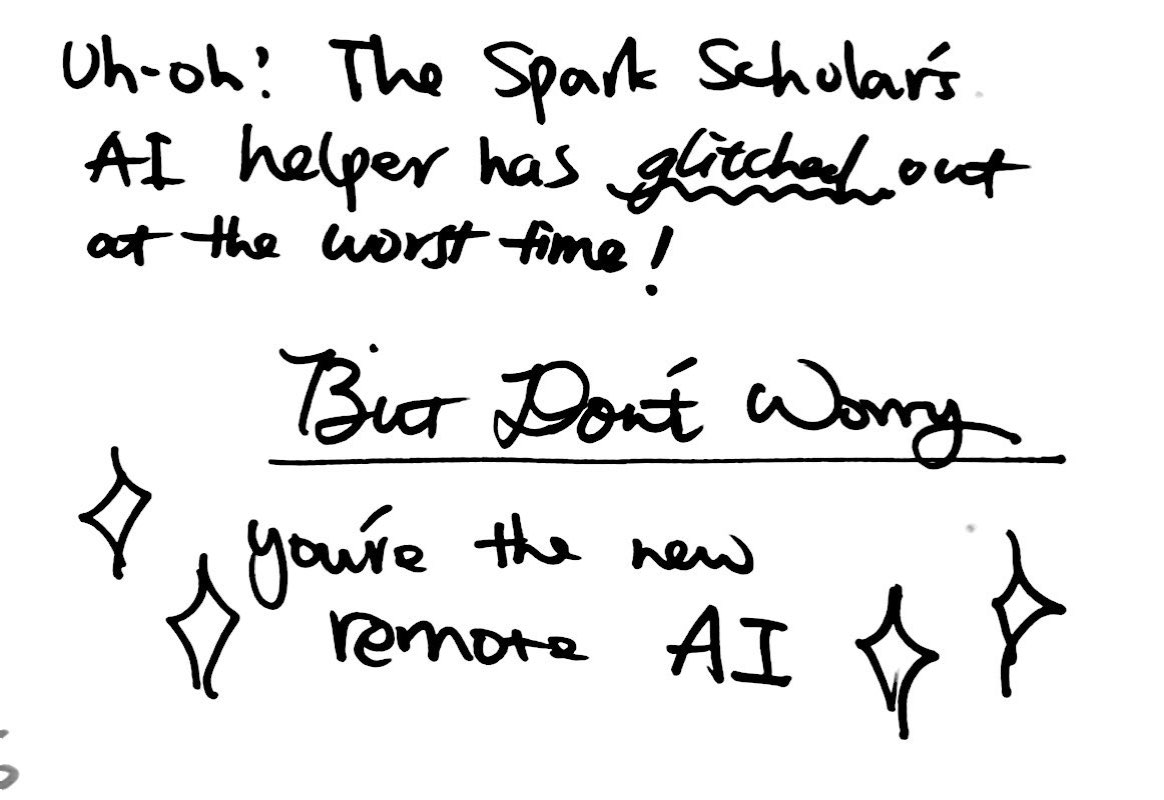 Uh-oh! The Spark Scholar's
AI helper has glitched out
at the worst time!
But Don't Worry
you're the new
remote AI